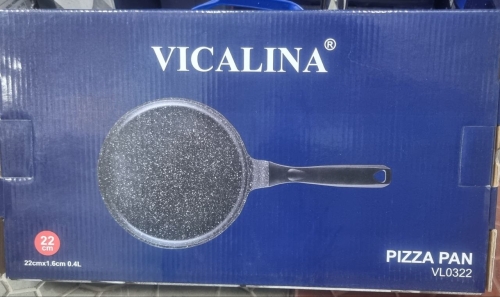 VICALINA®
22
cm
22cmx1.6cm 0.4L
PIZZA PAN
VL0322